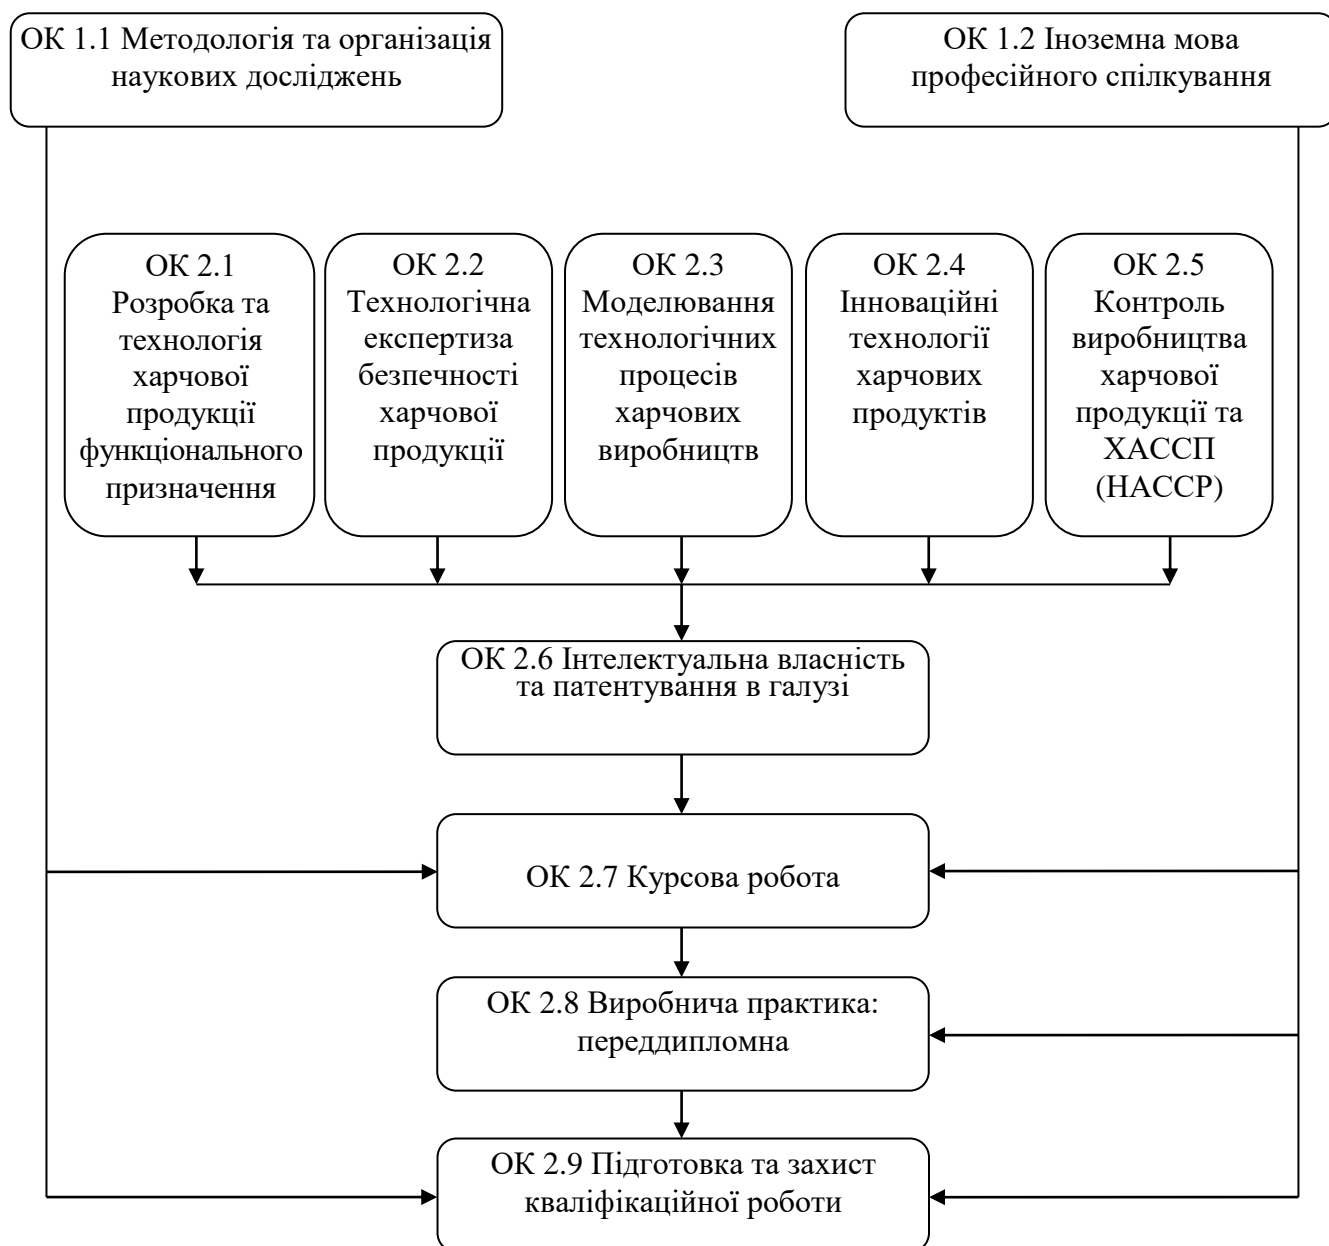 ОК 1.1 Методологія та організація
наукових досліджень
ОК 1.2 Іноземна мова
професійного спілкування
ОК 2.1
Розробка та
технологія
харчової
продукції
функціонального
призначення
ОК 2.2
Технологічна
експертиза
безпечності
харчової
продукції
ОК 2.3
Моделювання
технологічних
процесів
харчових
виробництв
ОК 2.4
Інноваційні
технології
харчових
продуктів
ОК 2.5
Контроль
виробництва
харчової
продукції та
ХАССП
(НАССР)
ОК 2.6 Інтелектуальна власність
та патентування в галузі
ОК 2.7 Курсова робота
ОК 2.8 Виробнича практика:
переддипломна
ОК 2.9 Підготовка та захист
кваліфікаційної роботи